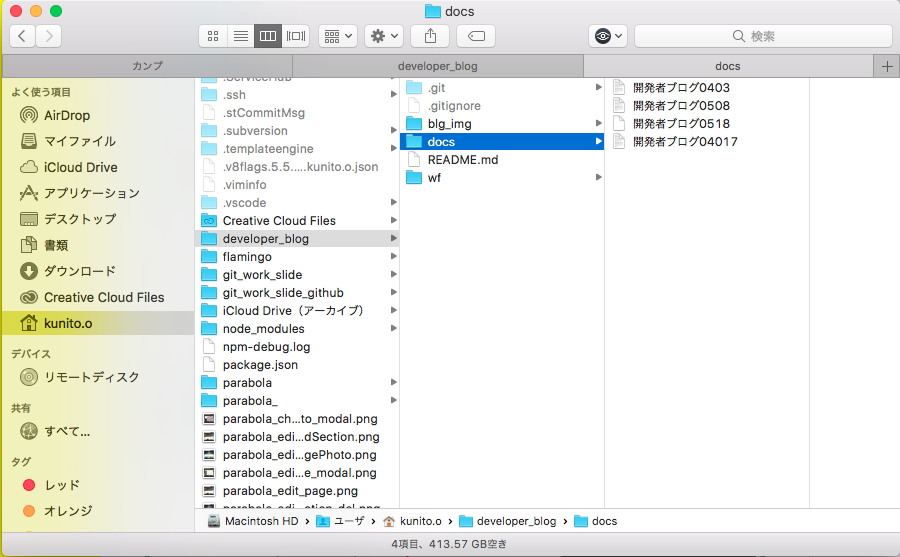 docs
検索
カンプ
developer_blog
docs
よく使う項目
AirDrop
マイファイル
iCloud Drive
アプリケーション
デスクトップ
書類
ダウンロード
Creative Cloud Files
kunito.o
デバイス
リモートディスク
共有
すべて...
タグ
レッド
オレンジ
.ServiceHub
.ssh
.stCommitMsg
.subversion
.templateengine
.v8flags.5.5.....kunito.o.json
.viminfo
.vscode
Creative Cloud Files
developer_blog
flamingo
git_work_slide
git_work_slide_github
iCloud Drive（アーカイブ）
node_modules
npm-debug.log
package.json
parabola
parabola_
parabola_ch...to_modal.png
parabola_edi...dSection.png
parabola_edi...gePhoto.png
parabola_edi...e_modal.png
parabola_edit_page.png
.git
.gitignore
blg_img
docs
README.md
wf
開発者ブログ0403
開発者ブログ0508
開発者ブログ0518
開発者ブログ04017
Macintosh HD › ユーザ › kunito.o › developer_blog › docs
4項目、413.57 GB空き